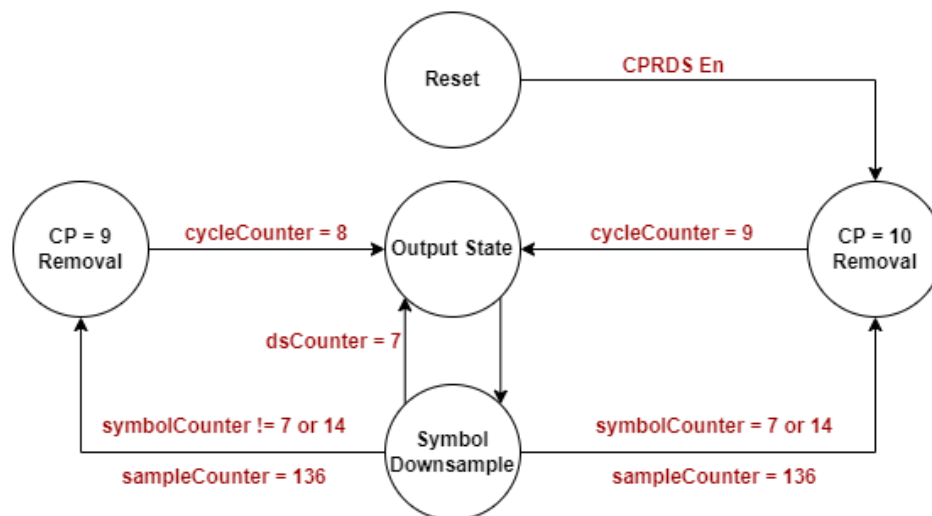 Reset
CPRDS En
CP = 9
Removal
cycleCounter = 8
Output State
cycleCounter = 9
CP = 10
Removal
dsCounter = 7
symbolCounter != 7 or 14
sampleCounter = 136
Symbol
Downsample
symbolCounter = 7 or 14
sampleCounter = 136